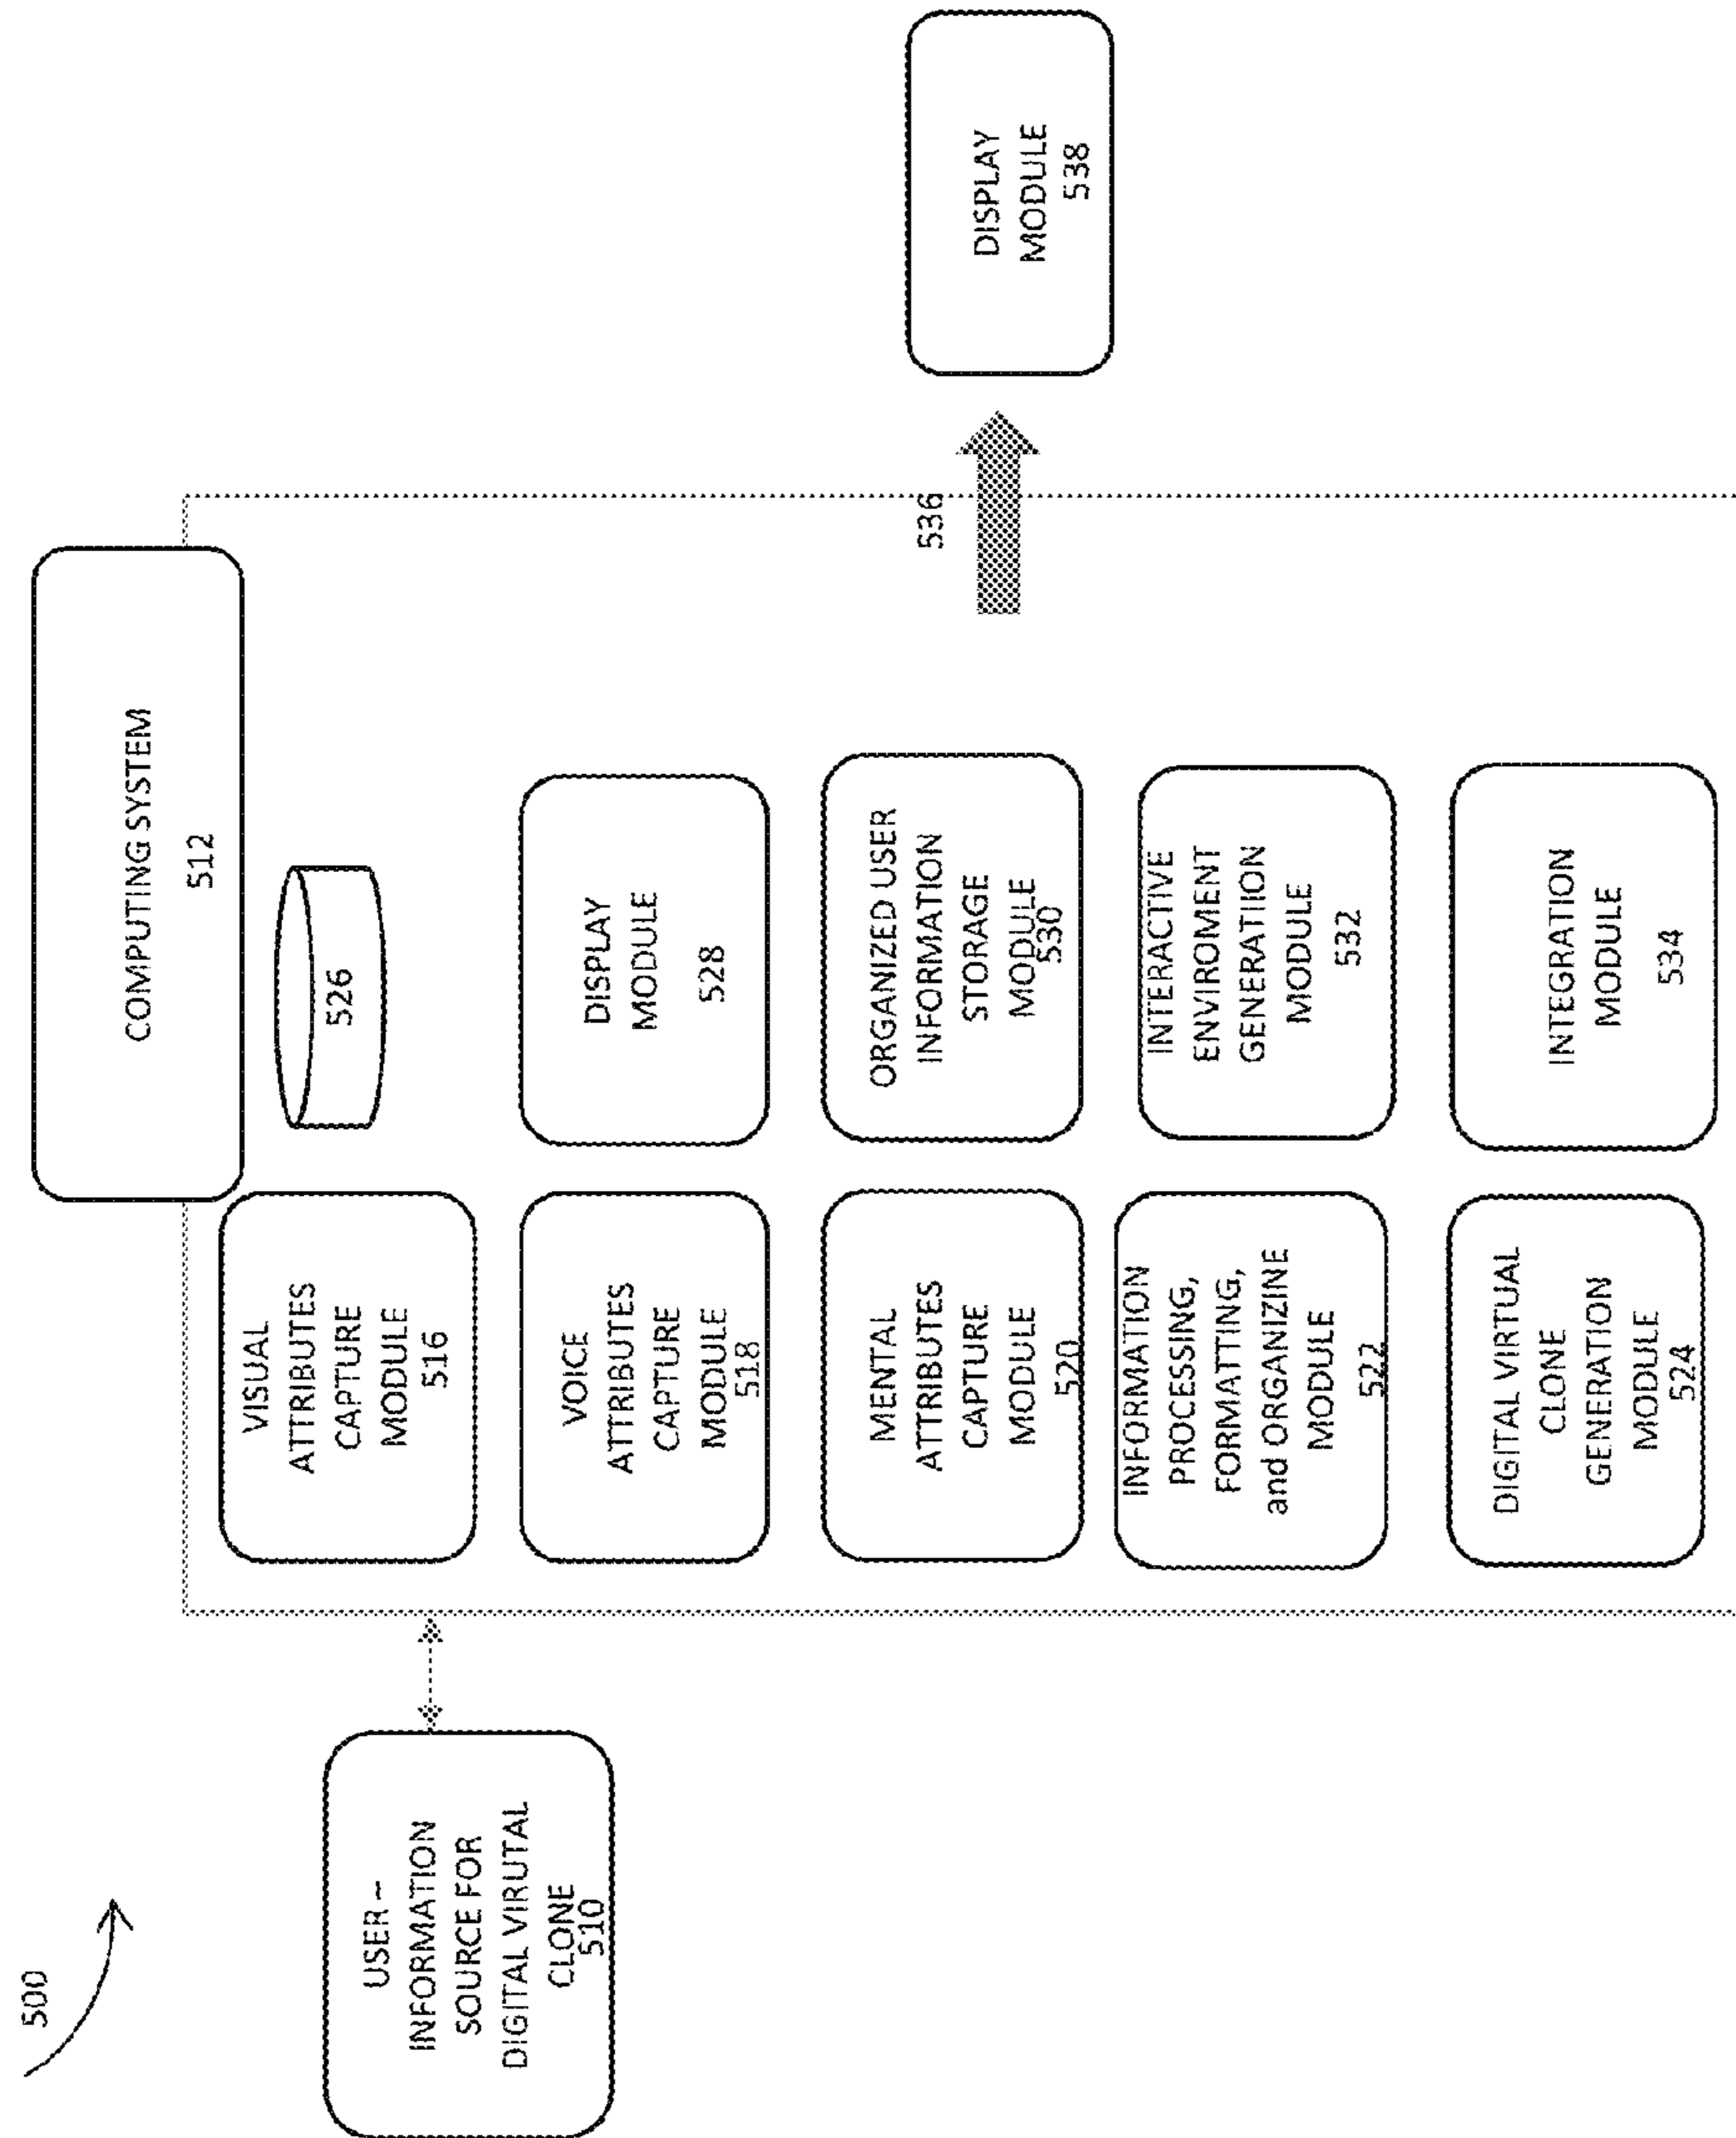 500
COMPUTING SYSTEM
512
USER –
INFORMATION
SOURCE FOR
DIGITAL VIRUTAL
CLONE
510
VISUAL
ATTRIBUTES
CAPTURE
MODULE
516
526
VOICE
ATTRIBUTES
CAPTURE
MODULE
518
DISPLAY
MODULE
528
MENTAL
ATTRIBUTES
CAPTURE
MODULE
520
ORGANIZED USER
INFORMATION
STORAGE
MODULE
530
INFORMATION
PROCESSING,
FORMATTING,
and ORGANIZINE
MODULE
522
INTERACTIVE
ENVIROMENT
GENERATIION
MODULE
532
DIGITAL VIRTUAL
CLONE
GENERATION
MODULE
524
INTEGRATION
MODULE
534
536
DISPLAY
MODULE
538